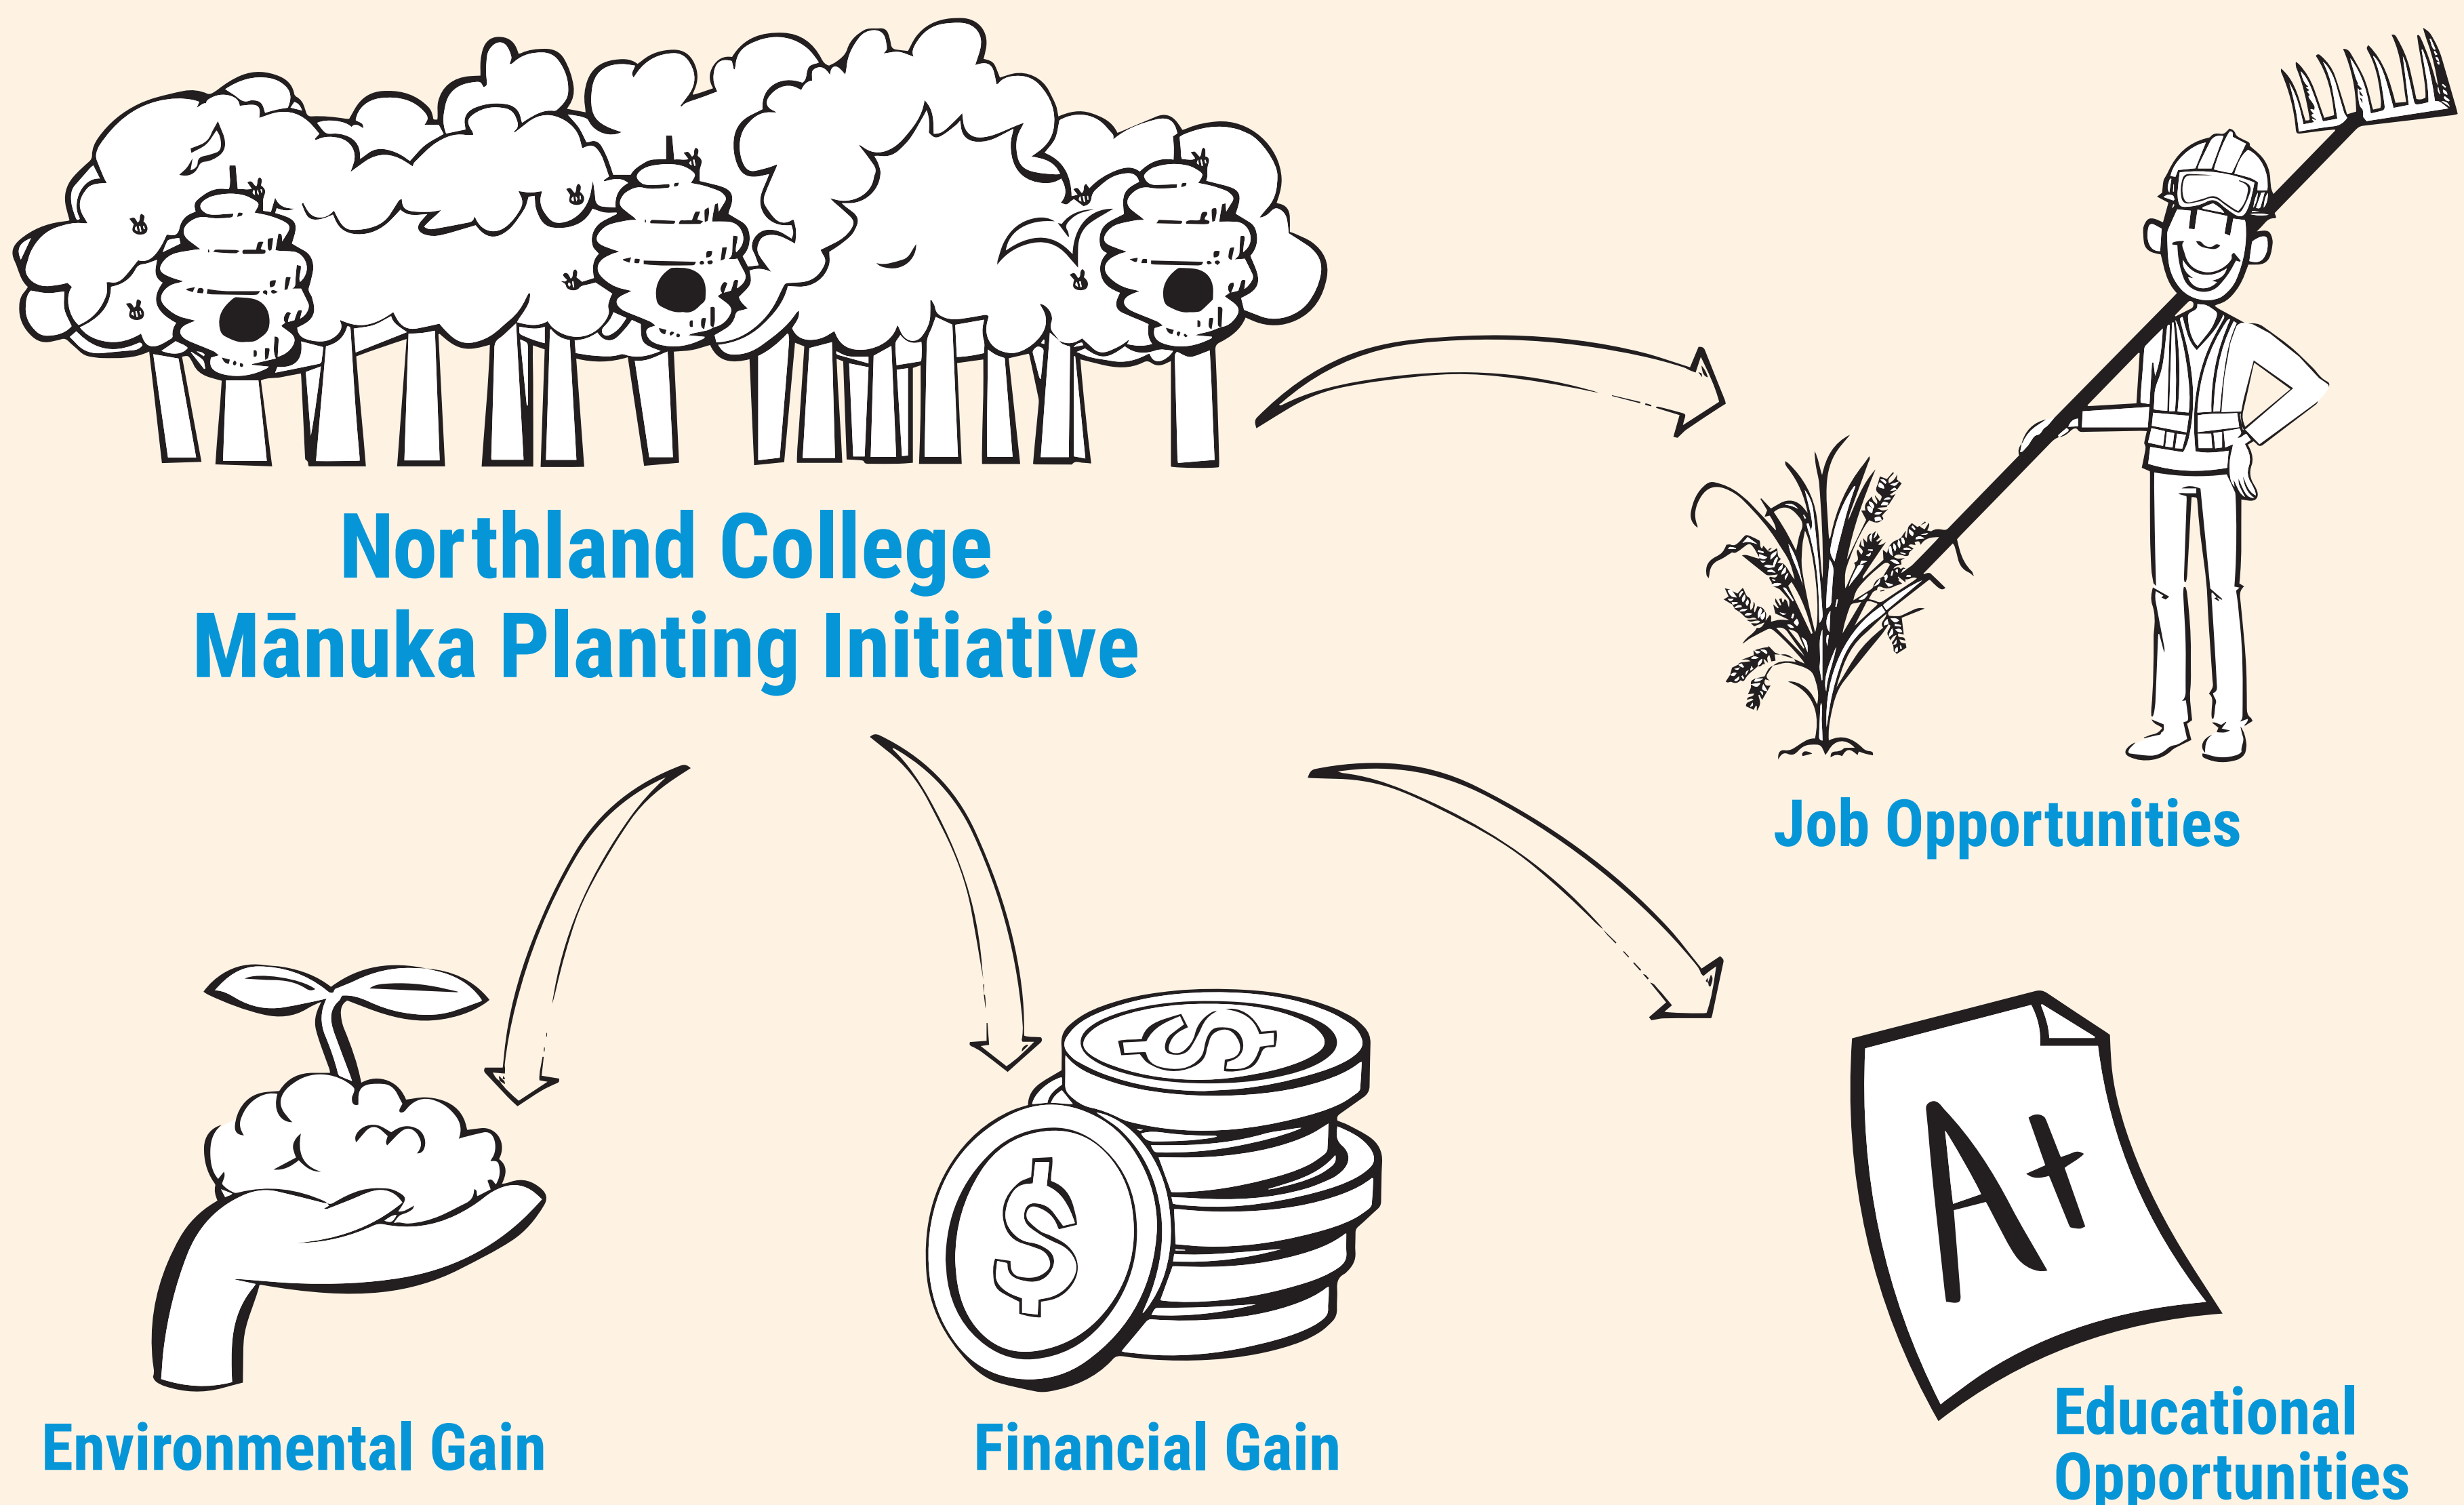 Northland College
Mānuka Planting Initiative
Job Opportunities
$
$
A+
Environmental Gain
Financial Gain
Educational
Opportunities